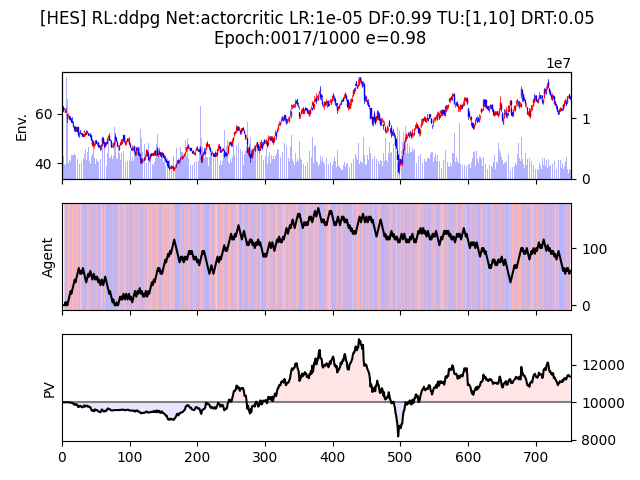 [HES] RL:ddpg Net:actorcritic LR:1e-05 DF:0.99 TU:[1,10] DRT:0.05
Epoch:0017/1000 e=0.98
1e7
Env.
60
40
1
0
Agent
100
0
PV
12000
10000
8000
0 100 200 300 400 500 600 700